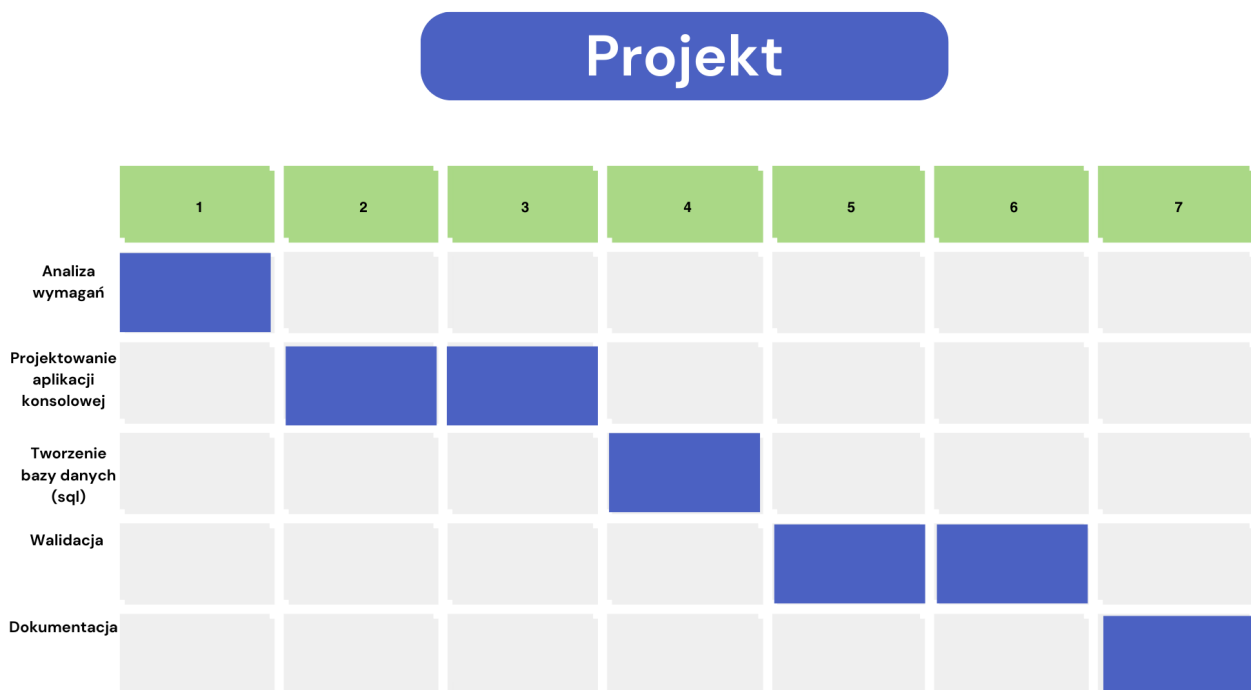 Projekt
1 2 3 4 5 6 7
Analiza
wymagań
Projektowanie
aplikacji
konsolowej
Tworzenie
bazy danych
(sql)
Walidacja
Dokumentacja